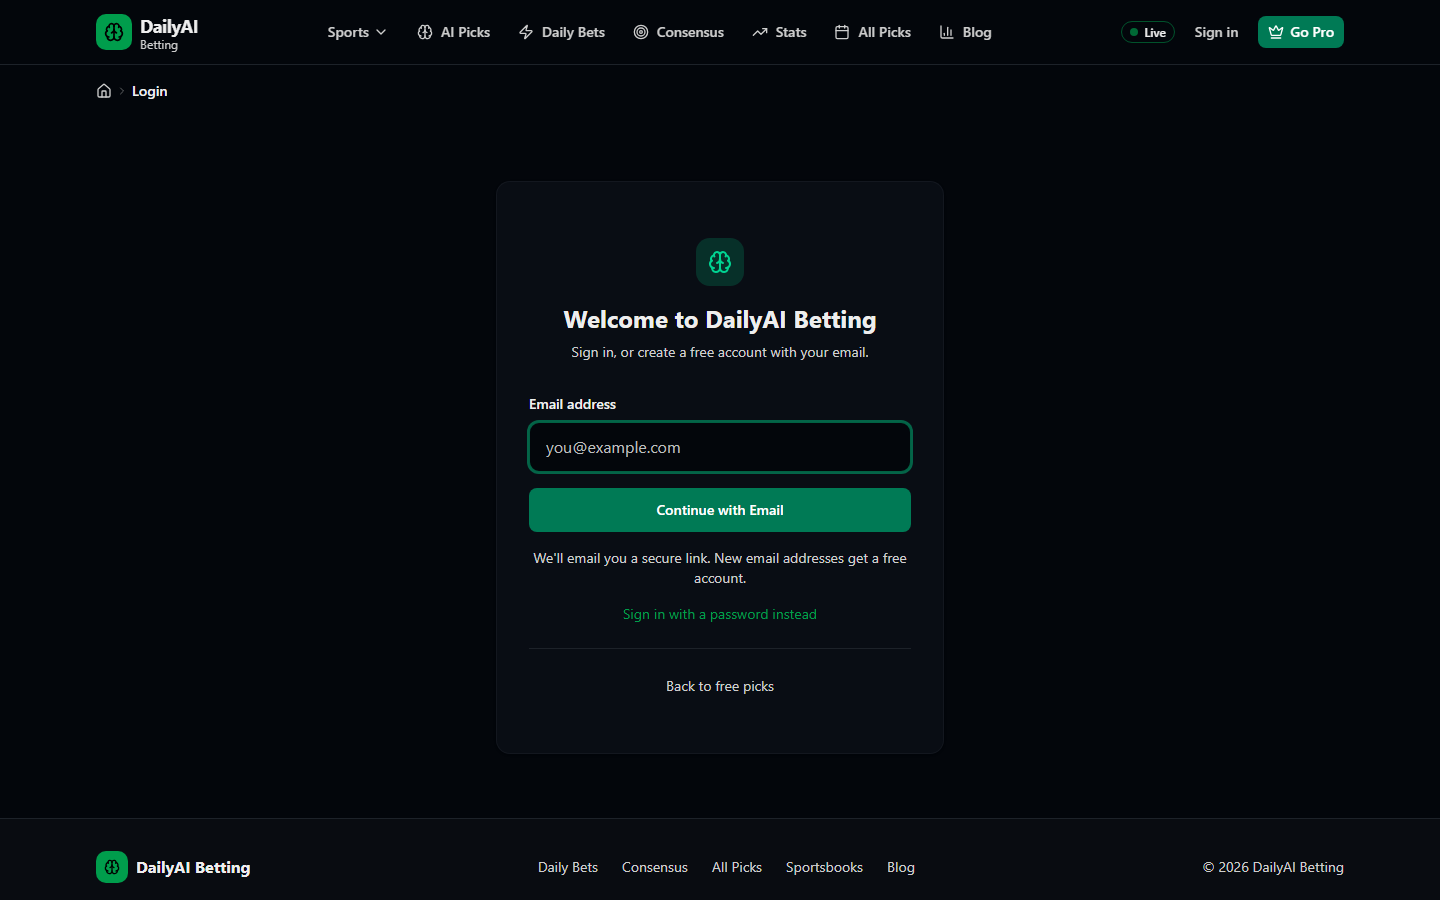 DailyAI
Betting
Sports
AI Picks
Daily Bets
Consensus
Stats
All Picks
Blog
Live
Sign in
Go Pro
Login
Welcome to DailyAI Betting
Sign in, or create a free account with your email.
Email address
you@example.com
Continue with Email
We'll email you a secure link. New email addresses get a free
account.
Sign in with a password instead
Back to free picks
DailyAI Betting
Daily Bets
Consensus
All Picks
Sportsbooks
Blog
© 2026 DailyAI Betting